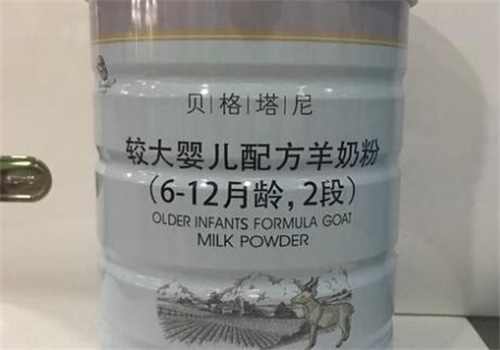 贝格塔尼
较大婴儿配方羊奶粉
(6-12月龄,2段)
OLDER INFANTS FORMULA GOAT
MILK POWDER